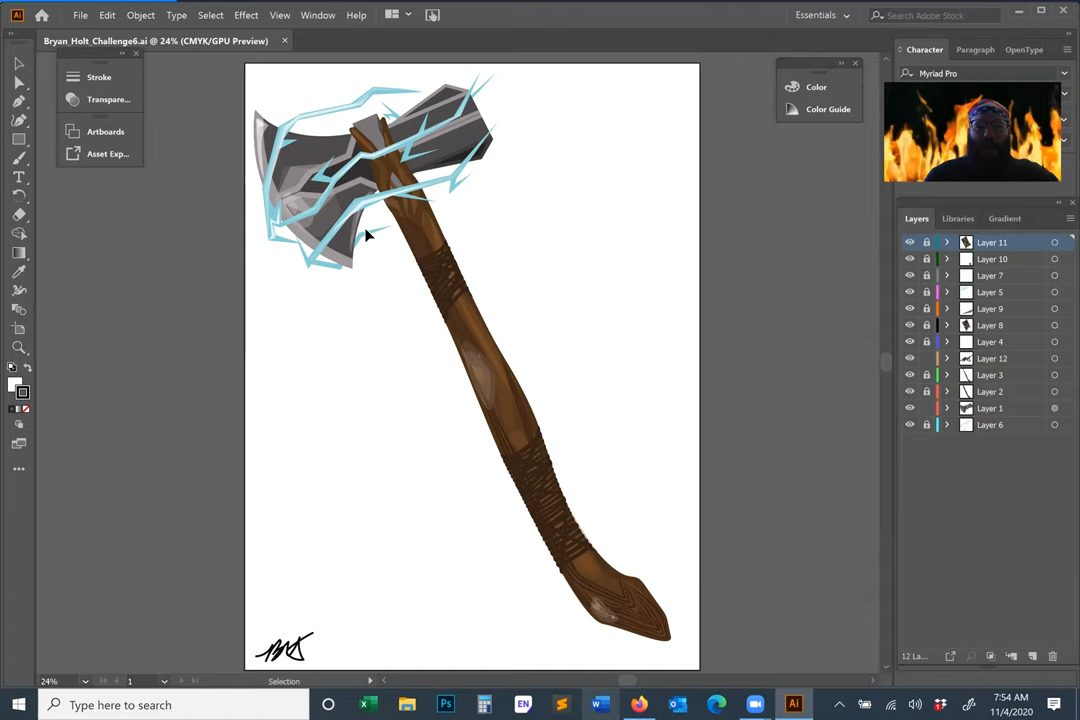 Ai
File Edit Object Type Select Effect View Window Help
Essentials
Search Adobe Stock
Bryan_Holt_Challenge6.ai @ 24% (CMYK/GPU Preview)
Stroke
Transpare...
Artboards
Asset Exp...
Color
Color Guide
Character Paragraph OpenType
Myriad Pro
Layers Libraries Gradient
Layer 11
Layer 10
Layer 7
Layer 5
Layer 9
Layer 8
Layer 4
Layer 12
Layer 3
Layer 2
Layer 1
Layer 6
12 La...
24% 1 Selection
Type here to search
Ps
EN
Ai
7:54 AM
11/4/2020